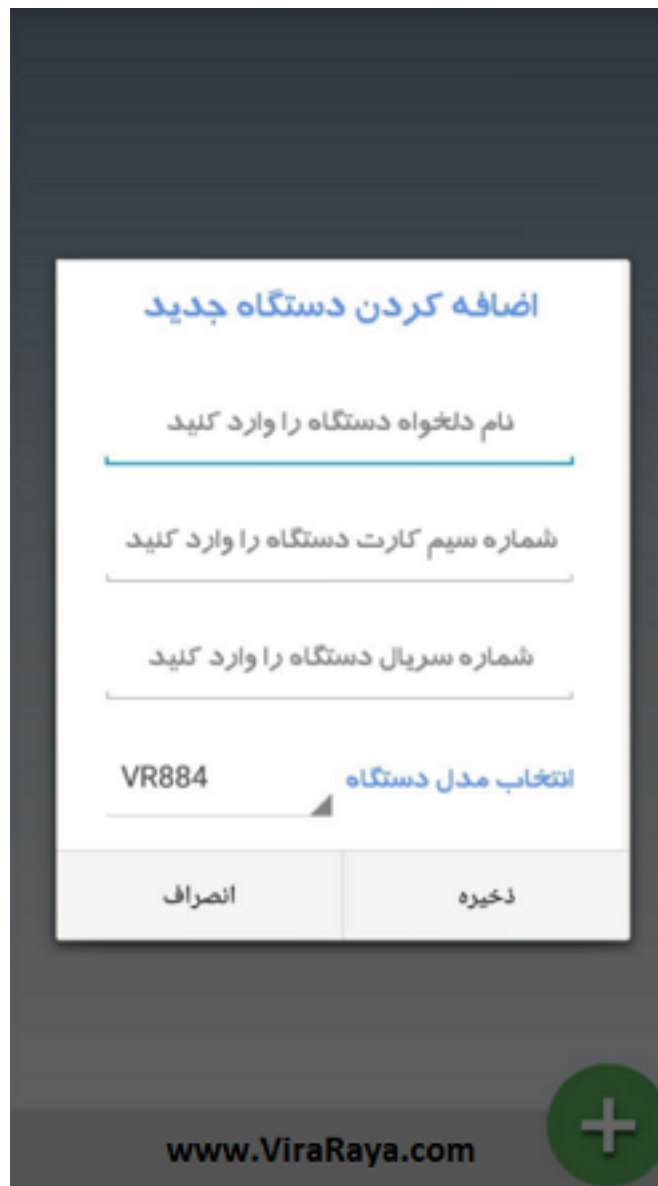 اضافه کردن دستگاه جدید
نام دلخواه دستگاه را وارد کنید
شماره سیم کارت دستگاه را وارد کنید
شماره سریال دستگاه را وارد کنید
انتخاب مدل دستگاه VR884
ذخیره انصراف
www.ViraRaya.com